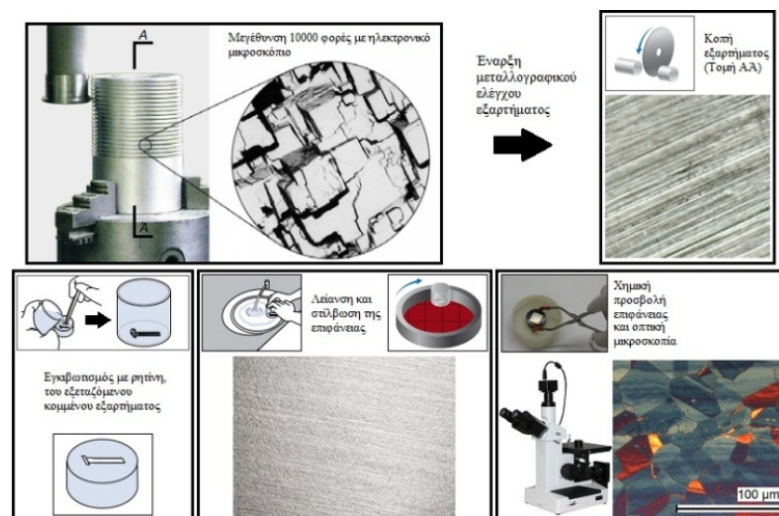 Μεγέθυνση 10000 φορές με ηλεκτρονικό
μικροσκόπιο
A
Á
Έναρξη
μεταλλογραφικού
ελέγχου
εξαρτήματος
Κοπή
εξαρτήματος
(Τομή ΑΆ)
Εγκιβωτισμός με ρητίνη,
του εξεταζόμενου
κομμένου εξαρτήματος
Λείανση και
στίλβωση της
επιφάνειας
Χημική
προσβολή
επιφάνειας
και οπτική
μικροσκοπία
100 μm